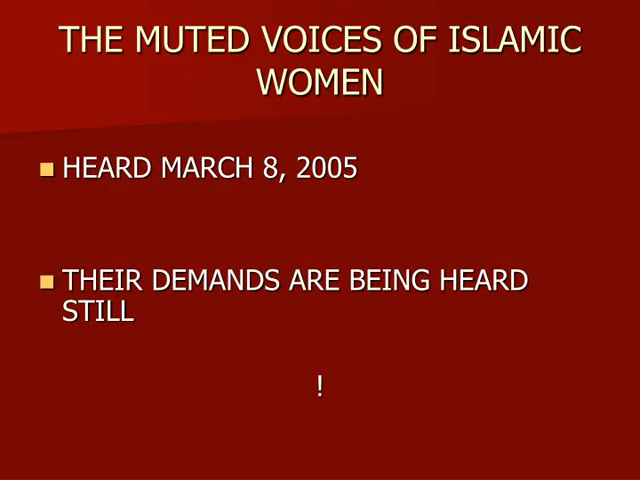 THE MUTED VOICES OF ISLAMIC
WOMEN
HEARD MARCH 8, 2005
THEIR DEMANDS ARE BEING HEARD
STILL
!